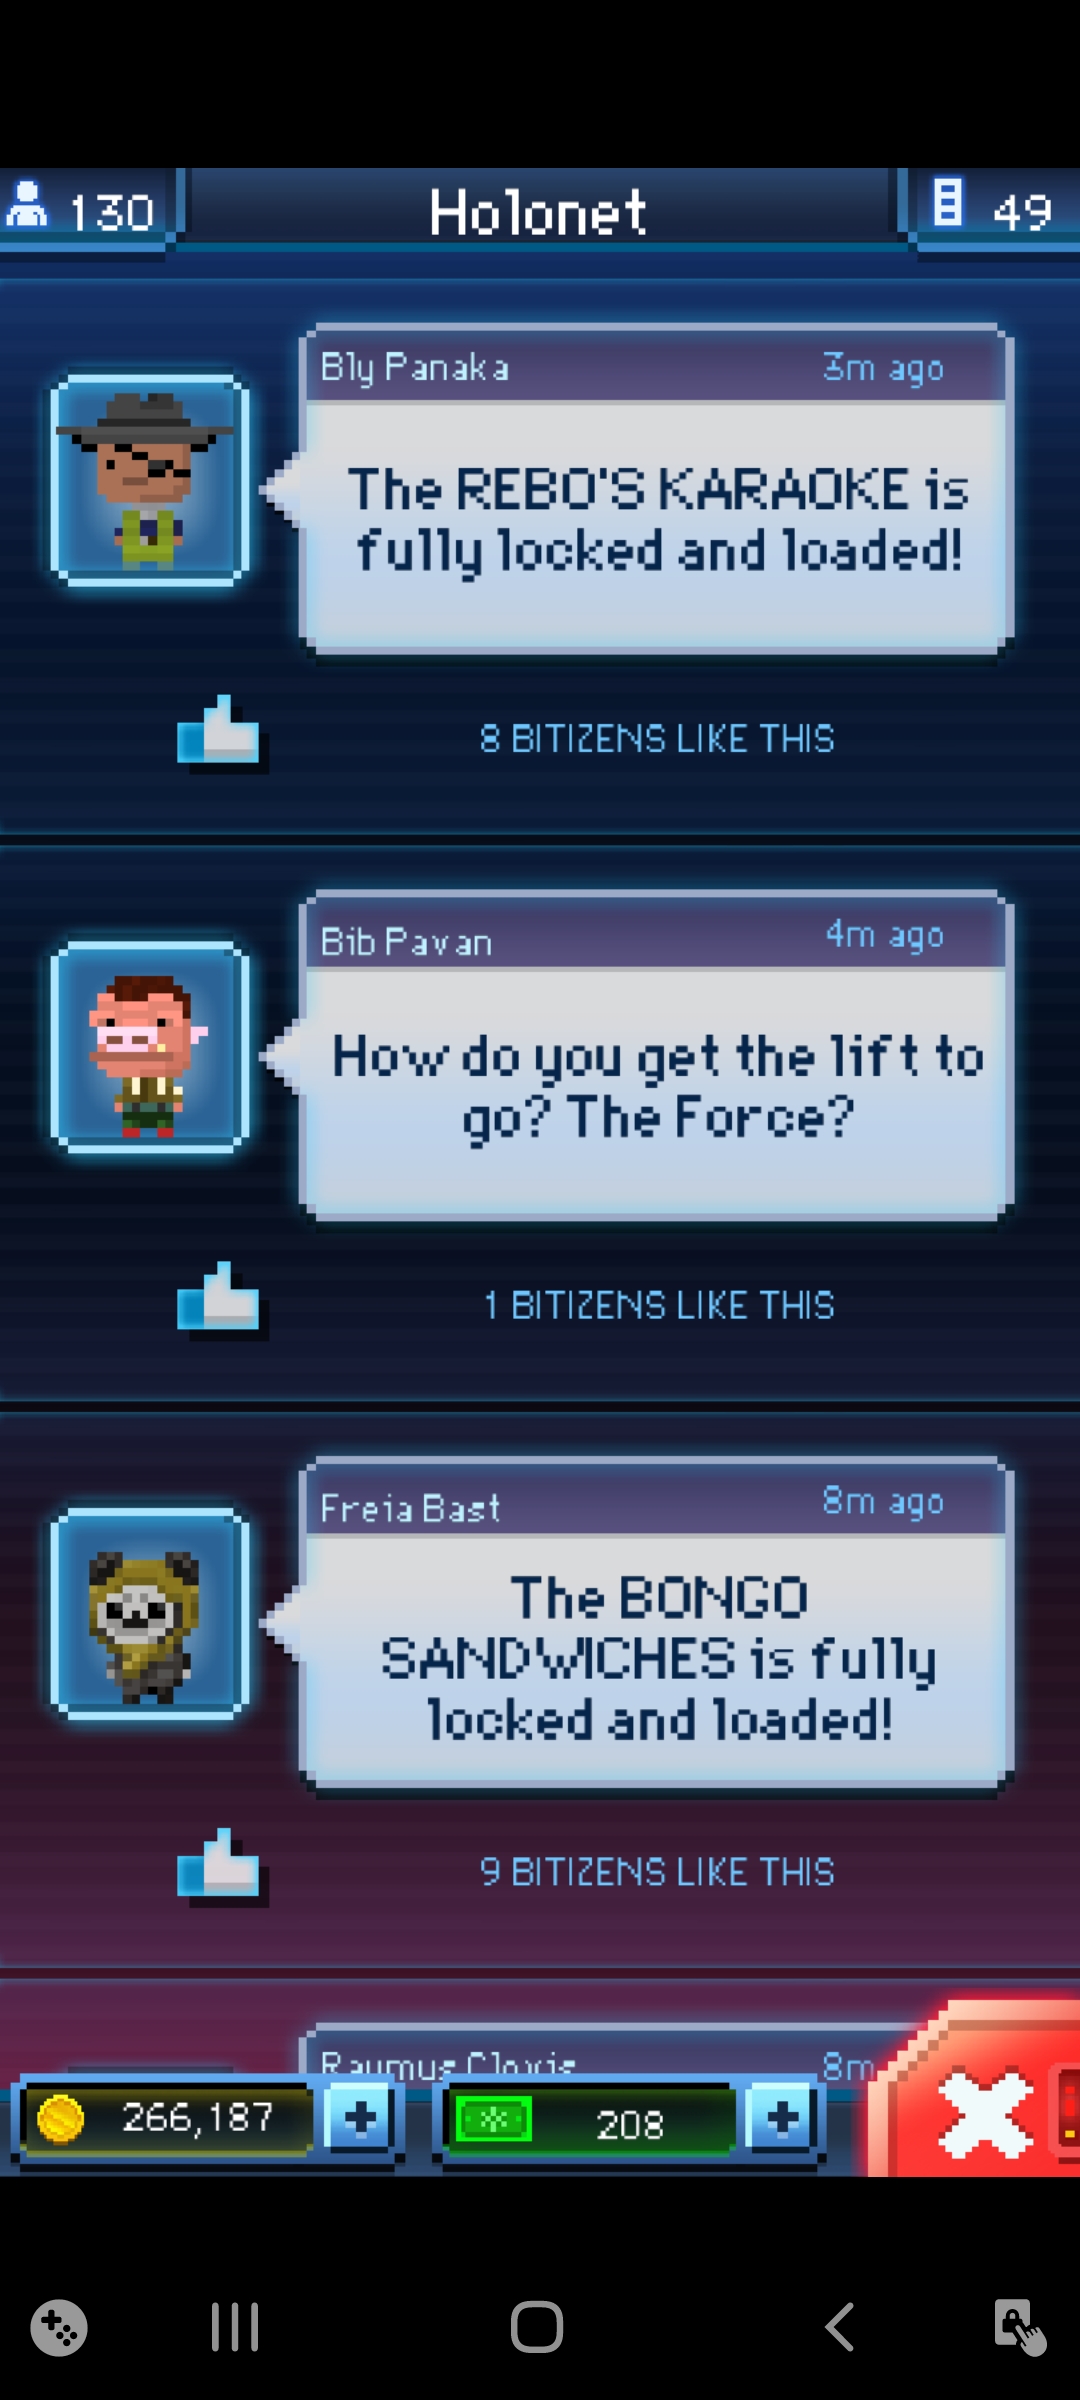 130
Holonet
49
Bly Panaka
3m ago
The REBO'S KARAOKE is
fully locked and loaded!
8 BITIZENS LIKE THIS
Bib Pavan
4m ago
How do you get the lift to
go? The Force?
1 BITIZENS LIKE THIS
Freia Bast
8m ago
The BONGO
SANDWICHES is fully
locked and loaded!
9 BITIZENS LIKE THIS
Raymus Clovis
8m
266,187
208